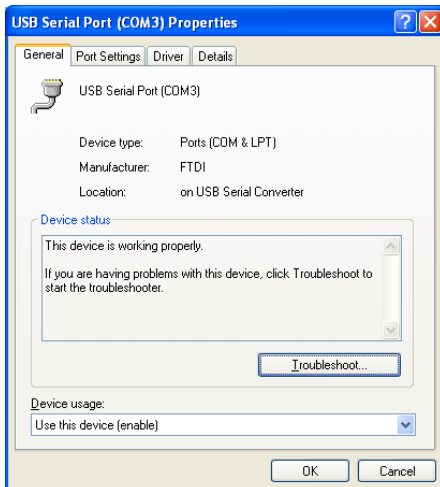 USB Serial Port (COM3) Properties
General Port Settings Driver Details
USB Serial Port (COM3)
Device type: Ports (COM & LPT)
Manufacturer: FTDI
Location: on USB Serial Converter
Device status
This device is working properly.
If you are having problems with this device, click Troubleshoot to
start the troubleshooter.
Troubleshoot...
Device usage:
Use this device (enable)
OK Cancel